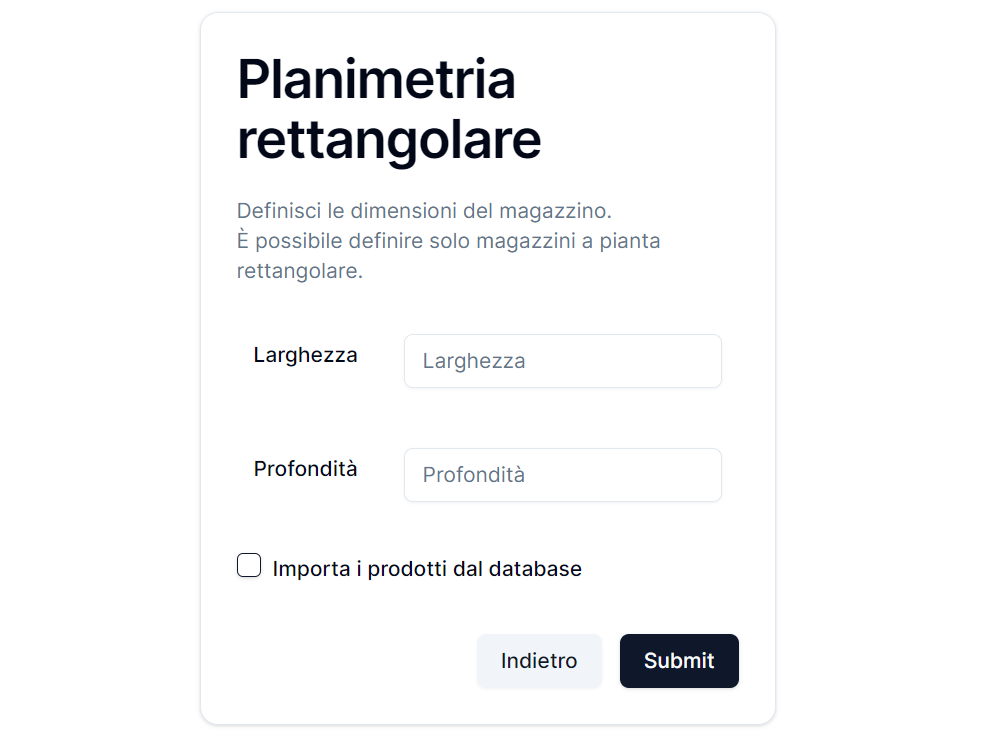 Planimetria
rettangolare
Definisci le dimensioni del magazzino.
È possibile definire solo magazzini a pianta
rettangolare.
Larghezza
Larghezza
Profondità
Profondità
Importa i prodotti dal database
Indietro
Submit